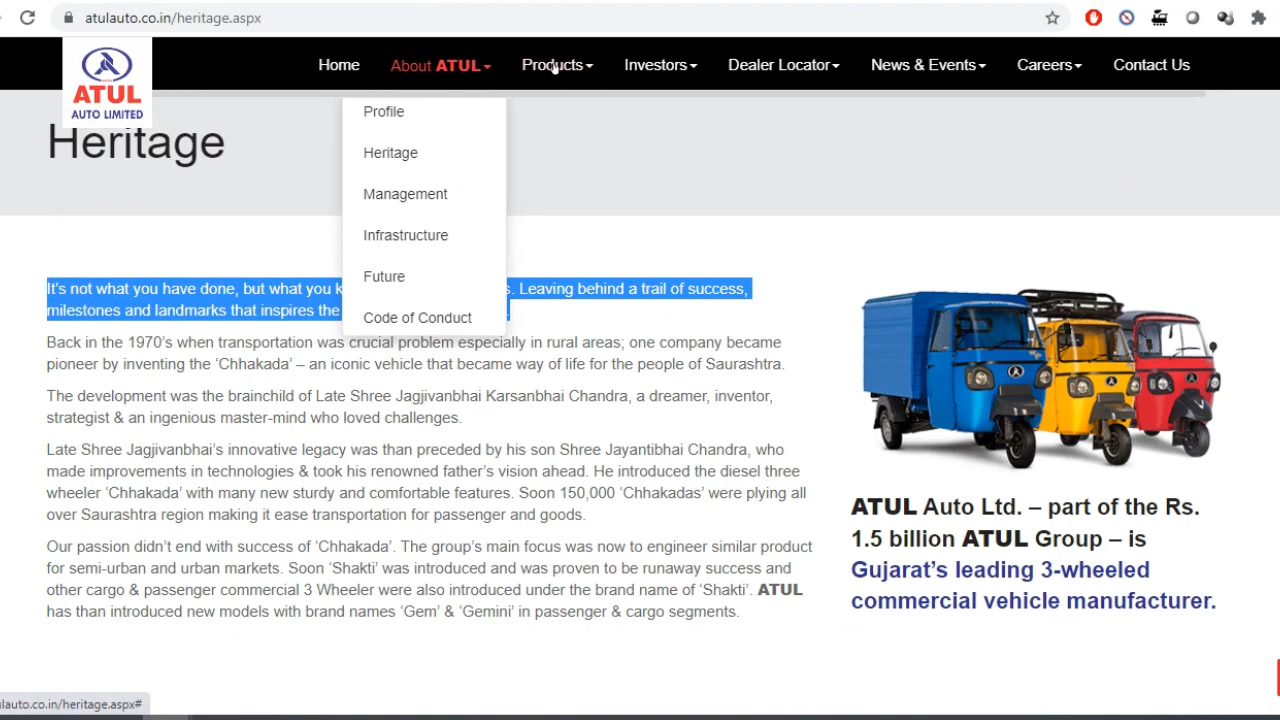 atulauto.co.in/heritage.aspx
ATUL
AUTO LIMITED
Home About ATUL Products Investors Dealer Locator News & Events Careers Contact Us
Heritage
Profile
Heritage
Management
Infrastructure
Future
Code of Conduct
It's not what you have done, but what you k s. Leaving behind a trail of success,
milestones and landmarks that inspires the .
Back in the 1970's when transportation was crucial problem especially in rural areas; one company became
pioneer by inventing the 'Chhakada' – an iconic vehicle that became way of life for the people of Saurashtra.
The development was the brainchild of Late Shree Jagjivanbhai Karsanbhai Chandra, a dreamer, inventor,
strategist & an ingenious master-mind who loved challenges.
Late Shree Jagjivanbhai's innovative legacy was than preceded by his son Shree Jayantibhai Chandra, who
made improvements in technologies & took his renowned father's vision ahead. He introduced the diesel three
wheeler 'Chhakada' with many new sturdy and comfortable features. Soon 150,000 'Chhakadas' were plying all
over Saurashtra region making it ease transportation for passenger and goods.
Our passion didn't end with success of 'Chhakada'. The group's main focus was now to engineer similar product
for semi-urban and urban markets. Soon 'Shakti' was introduced and was proven to be runaway success and
other cargo & passenger commercial 3 Wheeler were also introduced under the brand name of 'Shakti'. ATUL
has than introduced new models with brand names 'Gem' & 'Gemini' in passenger & cargo segments.
ATUL Auto Ltd. – part of the Rs.
1.5 billion ATUL Group – is
Gujarat's leading 3-wheeled
commercial vehicle manufacturer.
ulauto.co.in/heritage.aspx#